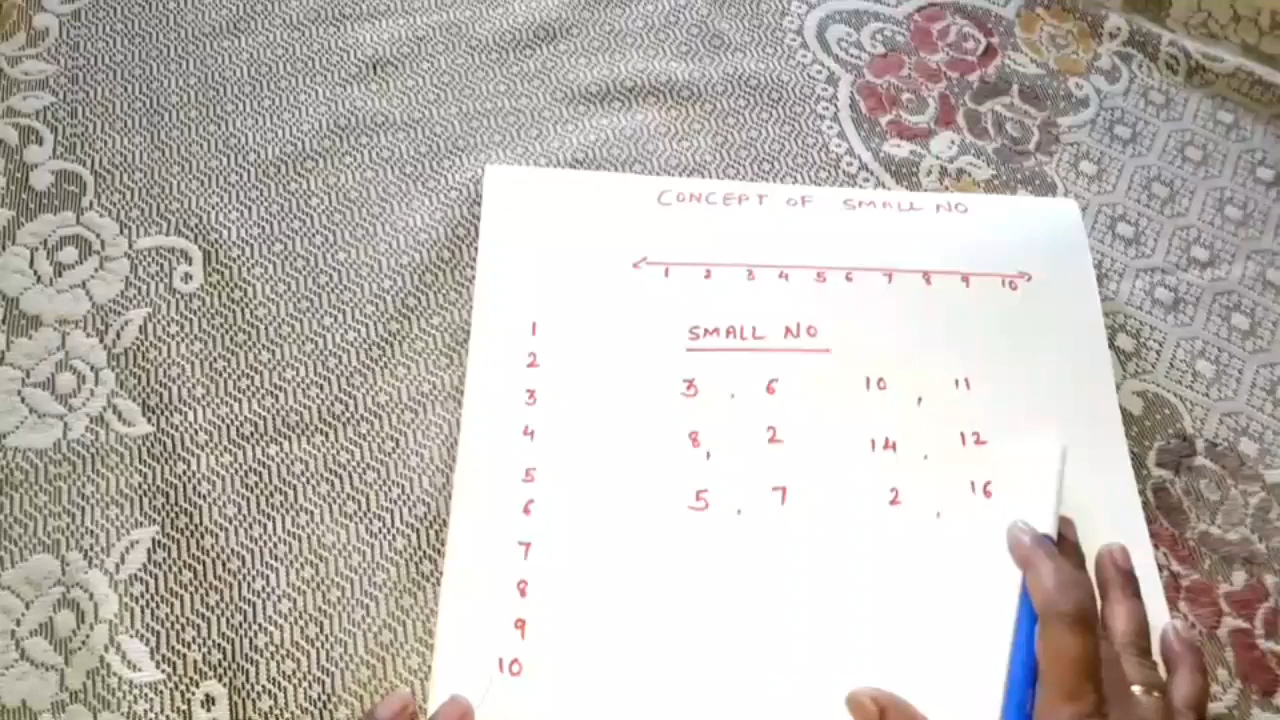 CONCEPT OF SMALL NO
1 2 3 4 5 6 7 8 9 10
SMALL NO
3 , 6 10 , 11
8, 2 14 , 12
5 , 7 2 , 16
1
2
3
4
5
6
7
8
9
10